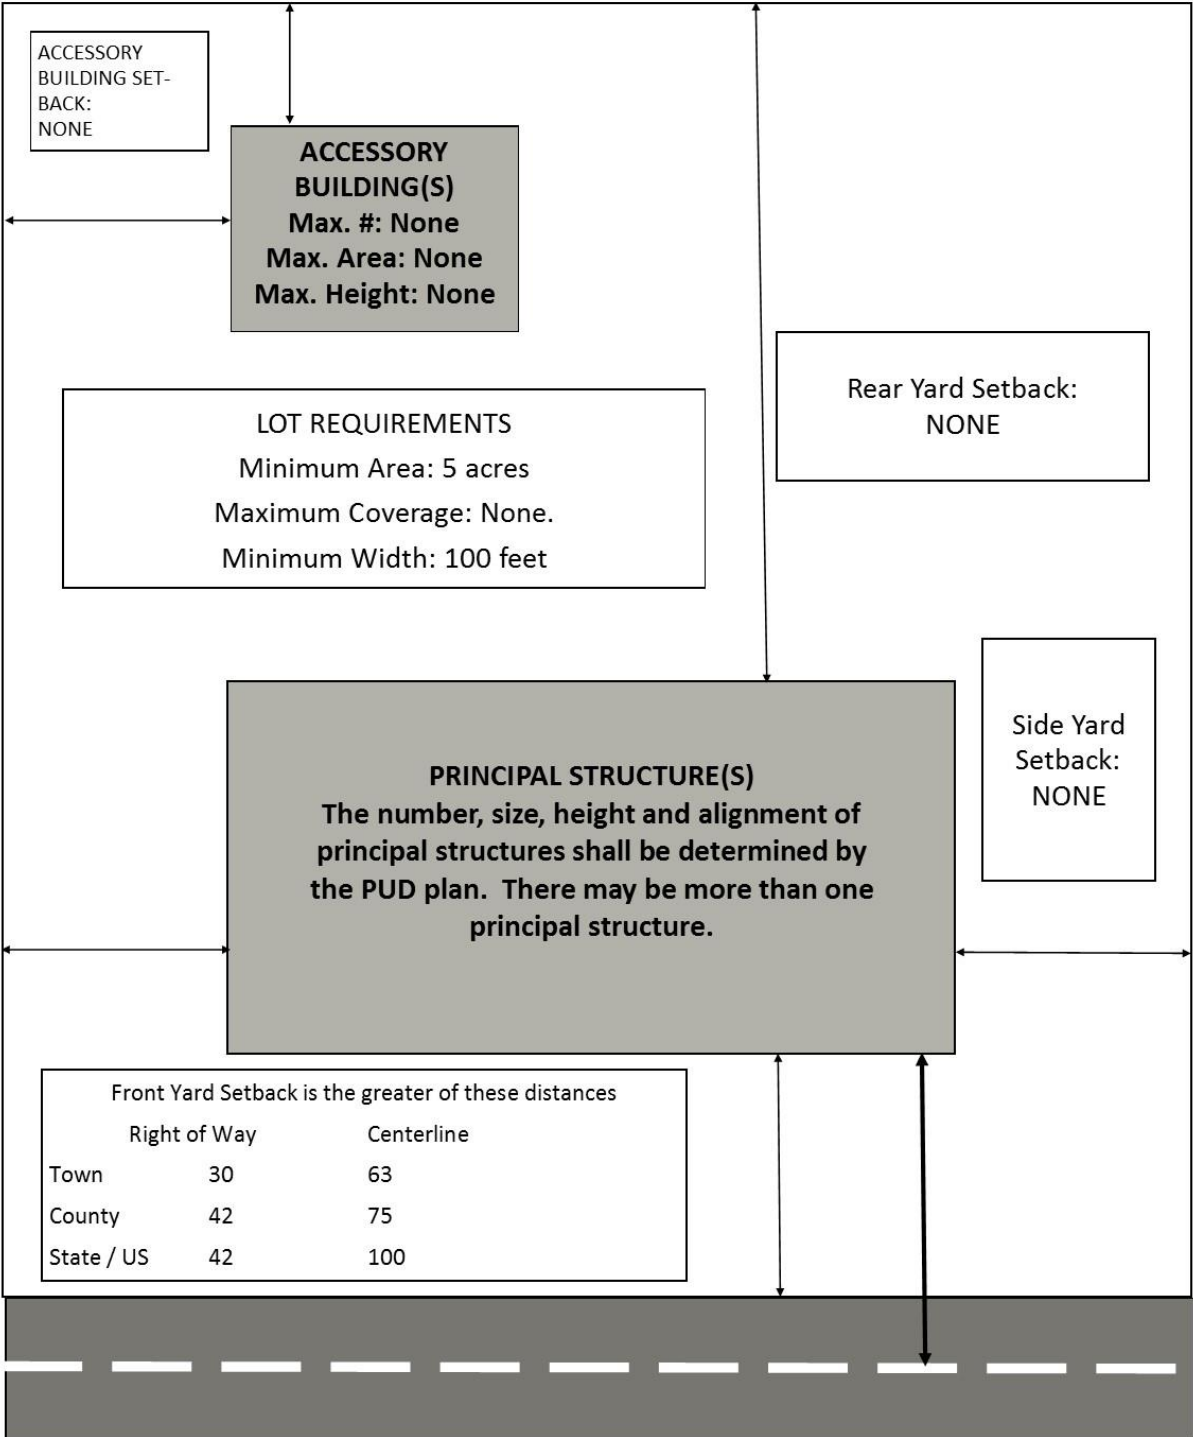 ACCESSORY
BUILDING SET-
BACK:
NONE
ACCESSORY
BUILDING(S)
Max. #: None
Max. Area: None
Max. Height: None
Rear Yard Setback:
NONE
LOT REQUIREMENTS
Minimum Area: 5 acres
Maximum Coverage: None.
Minimum Width: 100 feet
Side Yard
Setback:
NONE
PRINCIPAL STRUCTURE(S)
The number, size, height and alignment of
principal structures shall be determined by
the PUD plan.  There may be more than one
principal structure.
Front Yard Setback is the greater of these distances
Right of Way Centerline
Town 30 63
County 42 75
State / US 42 100